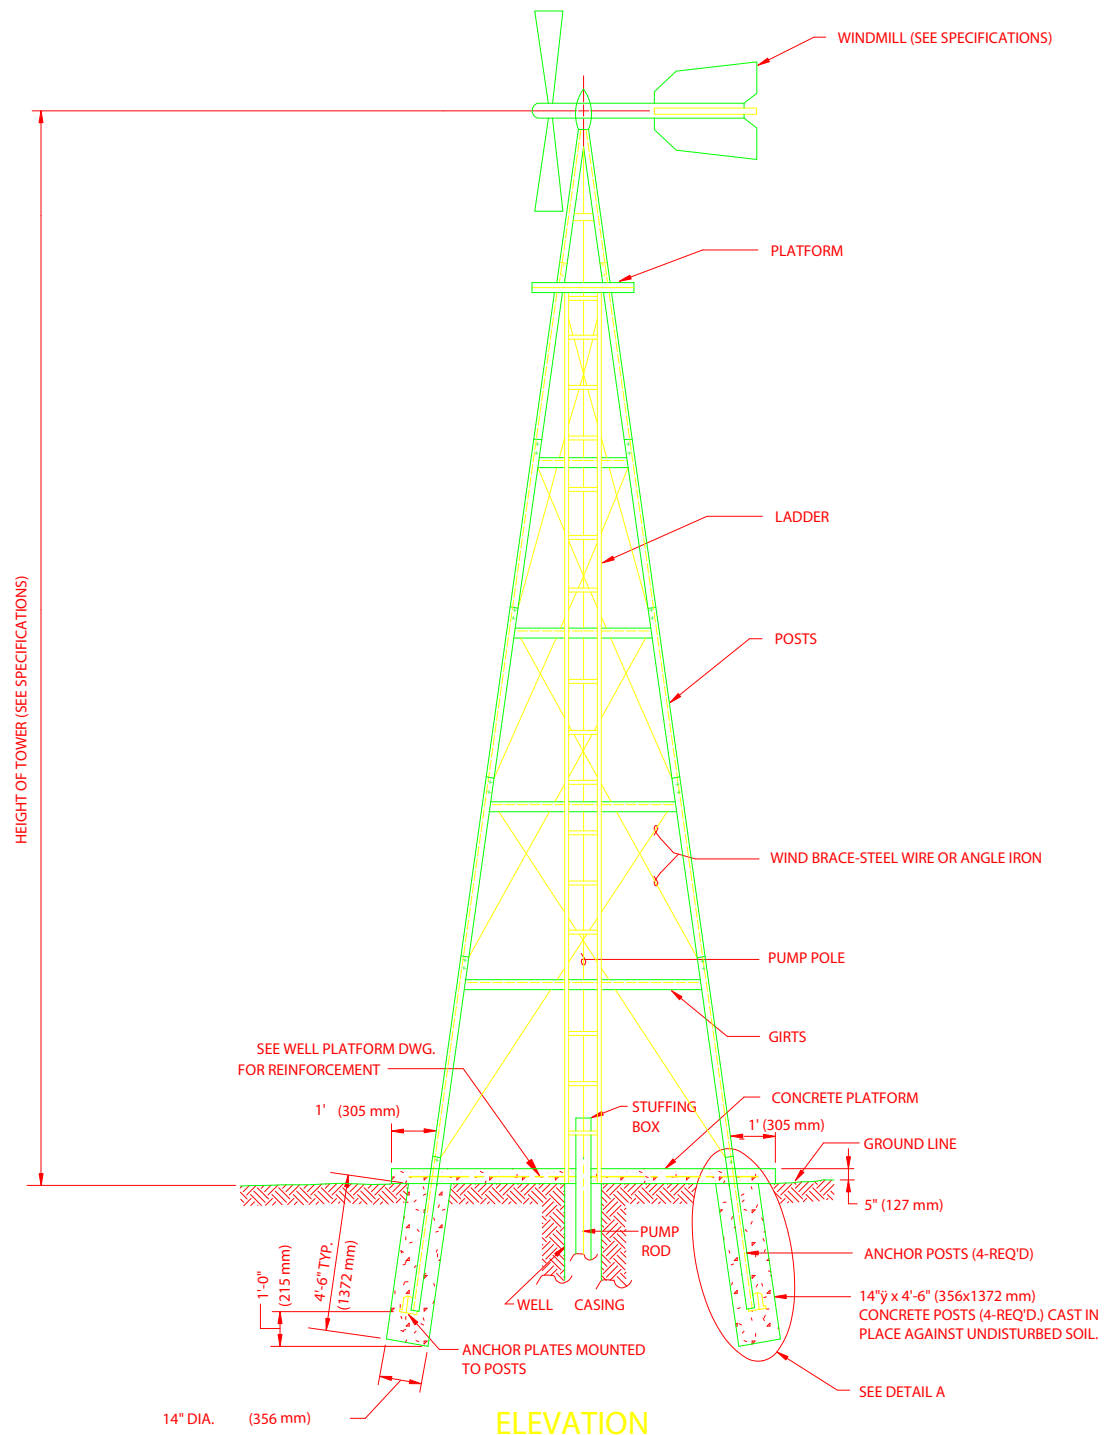 WINDMILL (SEE SPECIFICATIONS)
PLATFORM
LADDER
HEIGHT OF TOWER (SEE SPECIFICATIONS)
POSTS
WIND BRACE-STEEL WIRE OR ANGLE IRON
PUMP POLE
GIRTS
SEE WELL PLATFORM DWG.
FOR REINFORCEMENT
CONCRETE PLATFORM
1' (305 mm)
STUFFING
BOX
1' (305 mm)
GROUND LINE
5" (127 mm)
PUMP
ROD
ANCHOR POSTS (4-REQ'D)
4'-6" TYP.
(1372 mm)
1'-0"
(215 mm)
WELL CASING
14"ÿ x 4'-6" (356x1372 mm)
CONCRETE POSTS (4-REQ'D.) CAST IN
PLACE AGAINST UNDISTURBED SOIL.
ANCHOR PLATES MOUNTED
TO POSTS
SEE DETAIL A
14" DIA. (356 mm)
ELEVATION